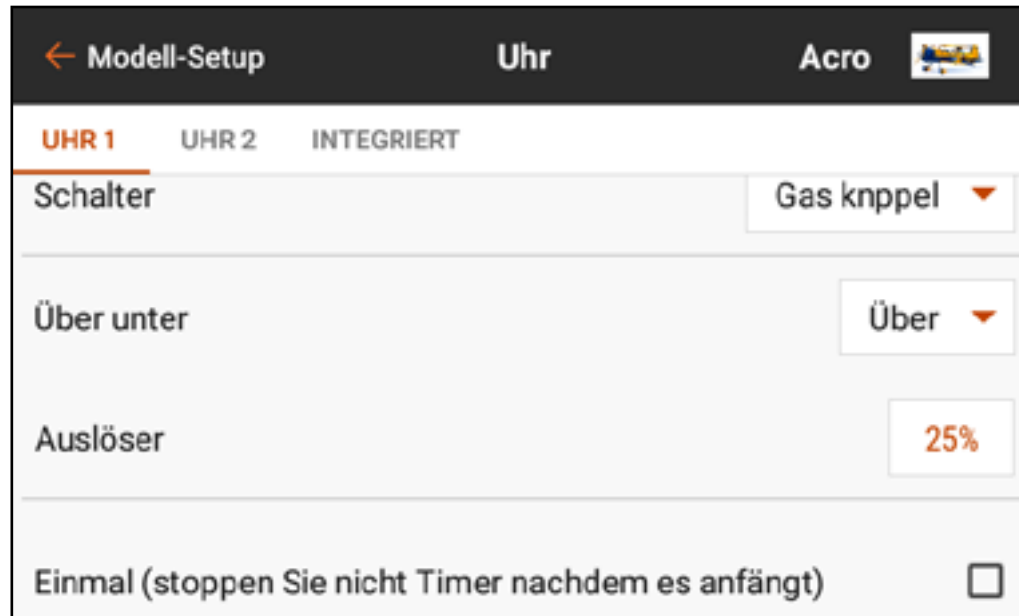 ← Modell-Setup Uhr Acro
UHR 1 UHR 2 INTEGRIERT
Schalter Gas knppel
Über unter Über
Auslöser 25%
Einmal (stoppen Sie nicht Timer nachdem es anfängt)